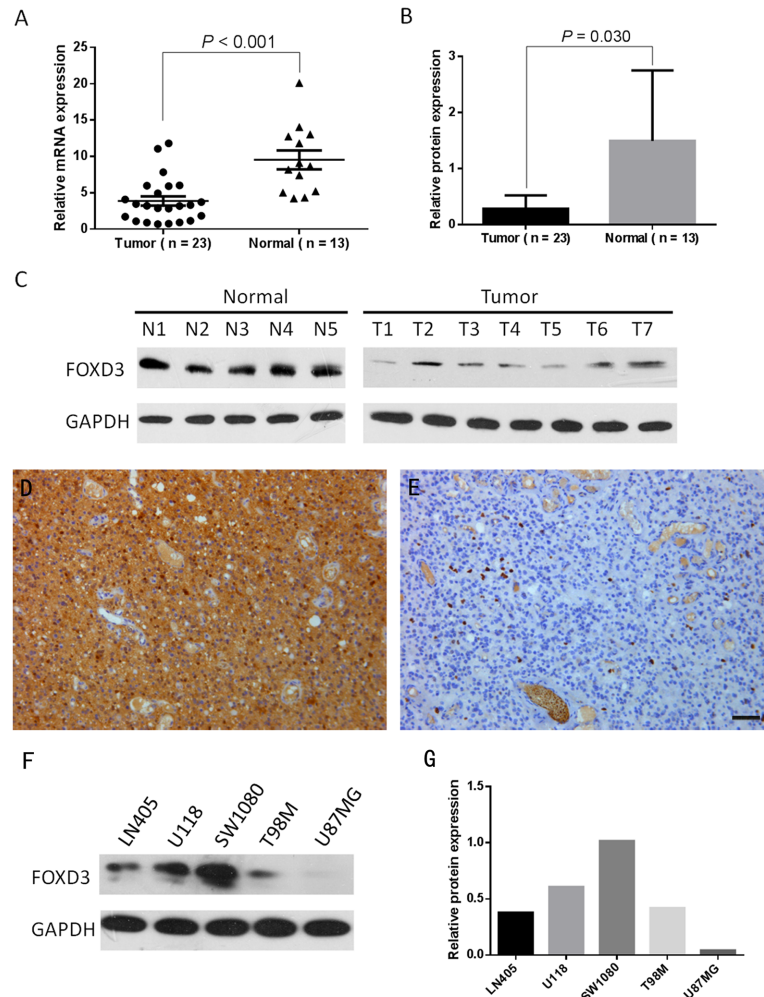 A
P < 0.001
Relative mRNA expression
25
20
15
10
5
0
Tumor ( n = 23)
Normal ( n = 13)
B
P = 0.030
Relative protein expression
3
2
1
0
Tumor ( n = 23)
Normal ( n = 13)
C
Normal
Tumor
N1 N2 N3 N4 N5
T1 T2 T3 T4 T5 T6 T7
FOXD3
GAPDH
D
E
F
LN405 U118 SW1080 T98M U87MG
FOXD3
GAPDH
G
Relative protein expression
1.5
1.0
0.5
0.0
LN405 U118 SW1080 T98M U87MG